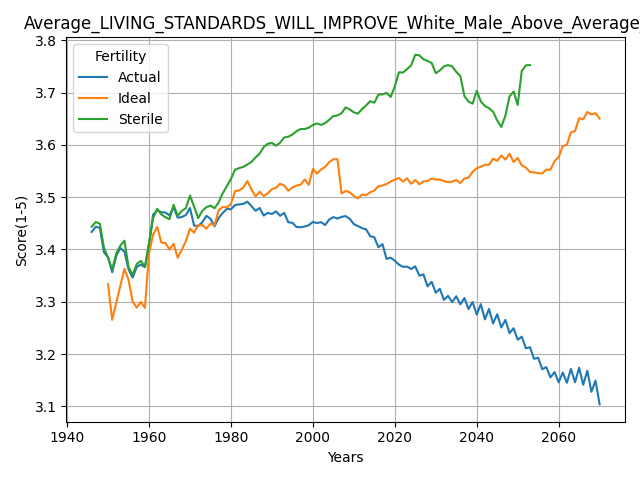 Average_LIVING_STANDARDS_WILL_IMPROVE_White_Male_Above_Average_
Fertility
Actual
Ideal
Sterile
Score(1-5)
3.8
3.7
3.6
3.5
3.4
3.3
3.2
3.1
1940 1960 1980 2000 2020 2040 2060
Years